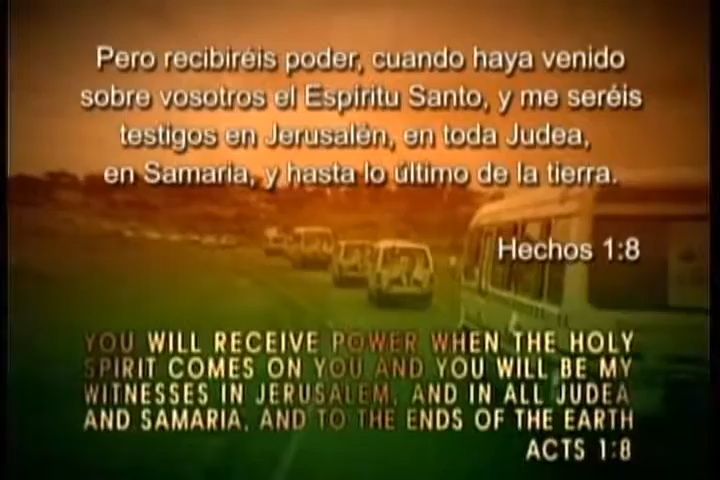 Pero recibiréis poder, cuando haya venido
sobre vosotros el Espíritu Santo, y me seréis
testigos en Jerusalén, en toda Judea,
en Samaria, y hasta lo último de la tierra.
Hechos 1:8
YOU WILL RECEIVE POWER WHEN THE HOLY
SPIRIT COMES ON YOU AND YOU WILL BE MY
WITNESSES IN JERUSALEM, AND IN ALL JUDEA
AND SAMARIA, AND TO THE ENDS OF THE EARTH
ACTS 1:8